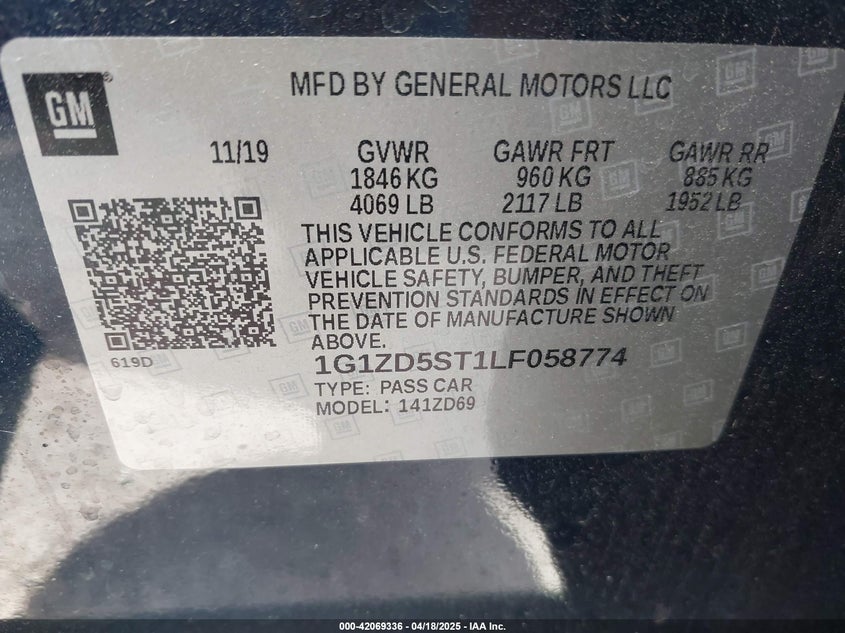 GM®
MFD BY GENERAL MOTORS LLC
11/19 GVWR GAWR FRT GAWR RR
1846 KG 960 KG 885 KG
4069 LB 2117 LB 1952 LB
THIS VEHICLE CONFORMS TO ALL
APPLICABLE U.S. FEDERAL MOTOR
VEHICLE SAFETY, BUMPER, AND THEFT
PREVENTION STANDARDS IN EFFECT ON
THE DATE OF MANUFACTURE SHOWN
ABOVE.
619D
1G1ZD5ST1LF058774
TYPE: PASS CAR
MODEL: 141ZD69
000-42069336 - 04/18/2025 - IAA Inc.